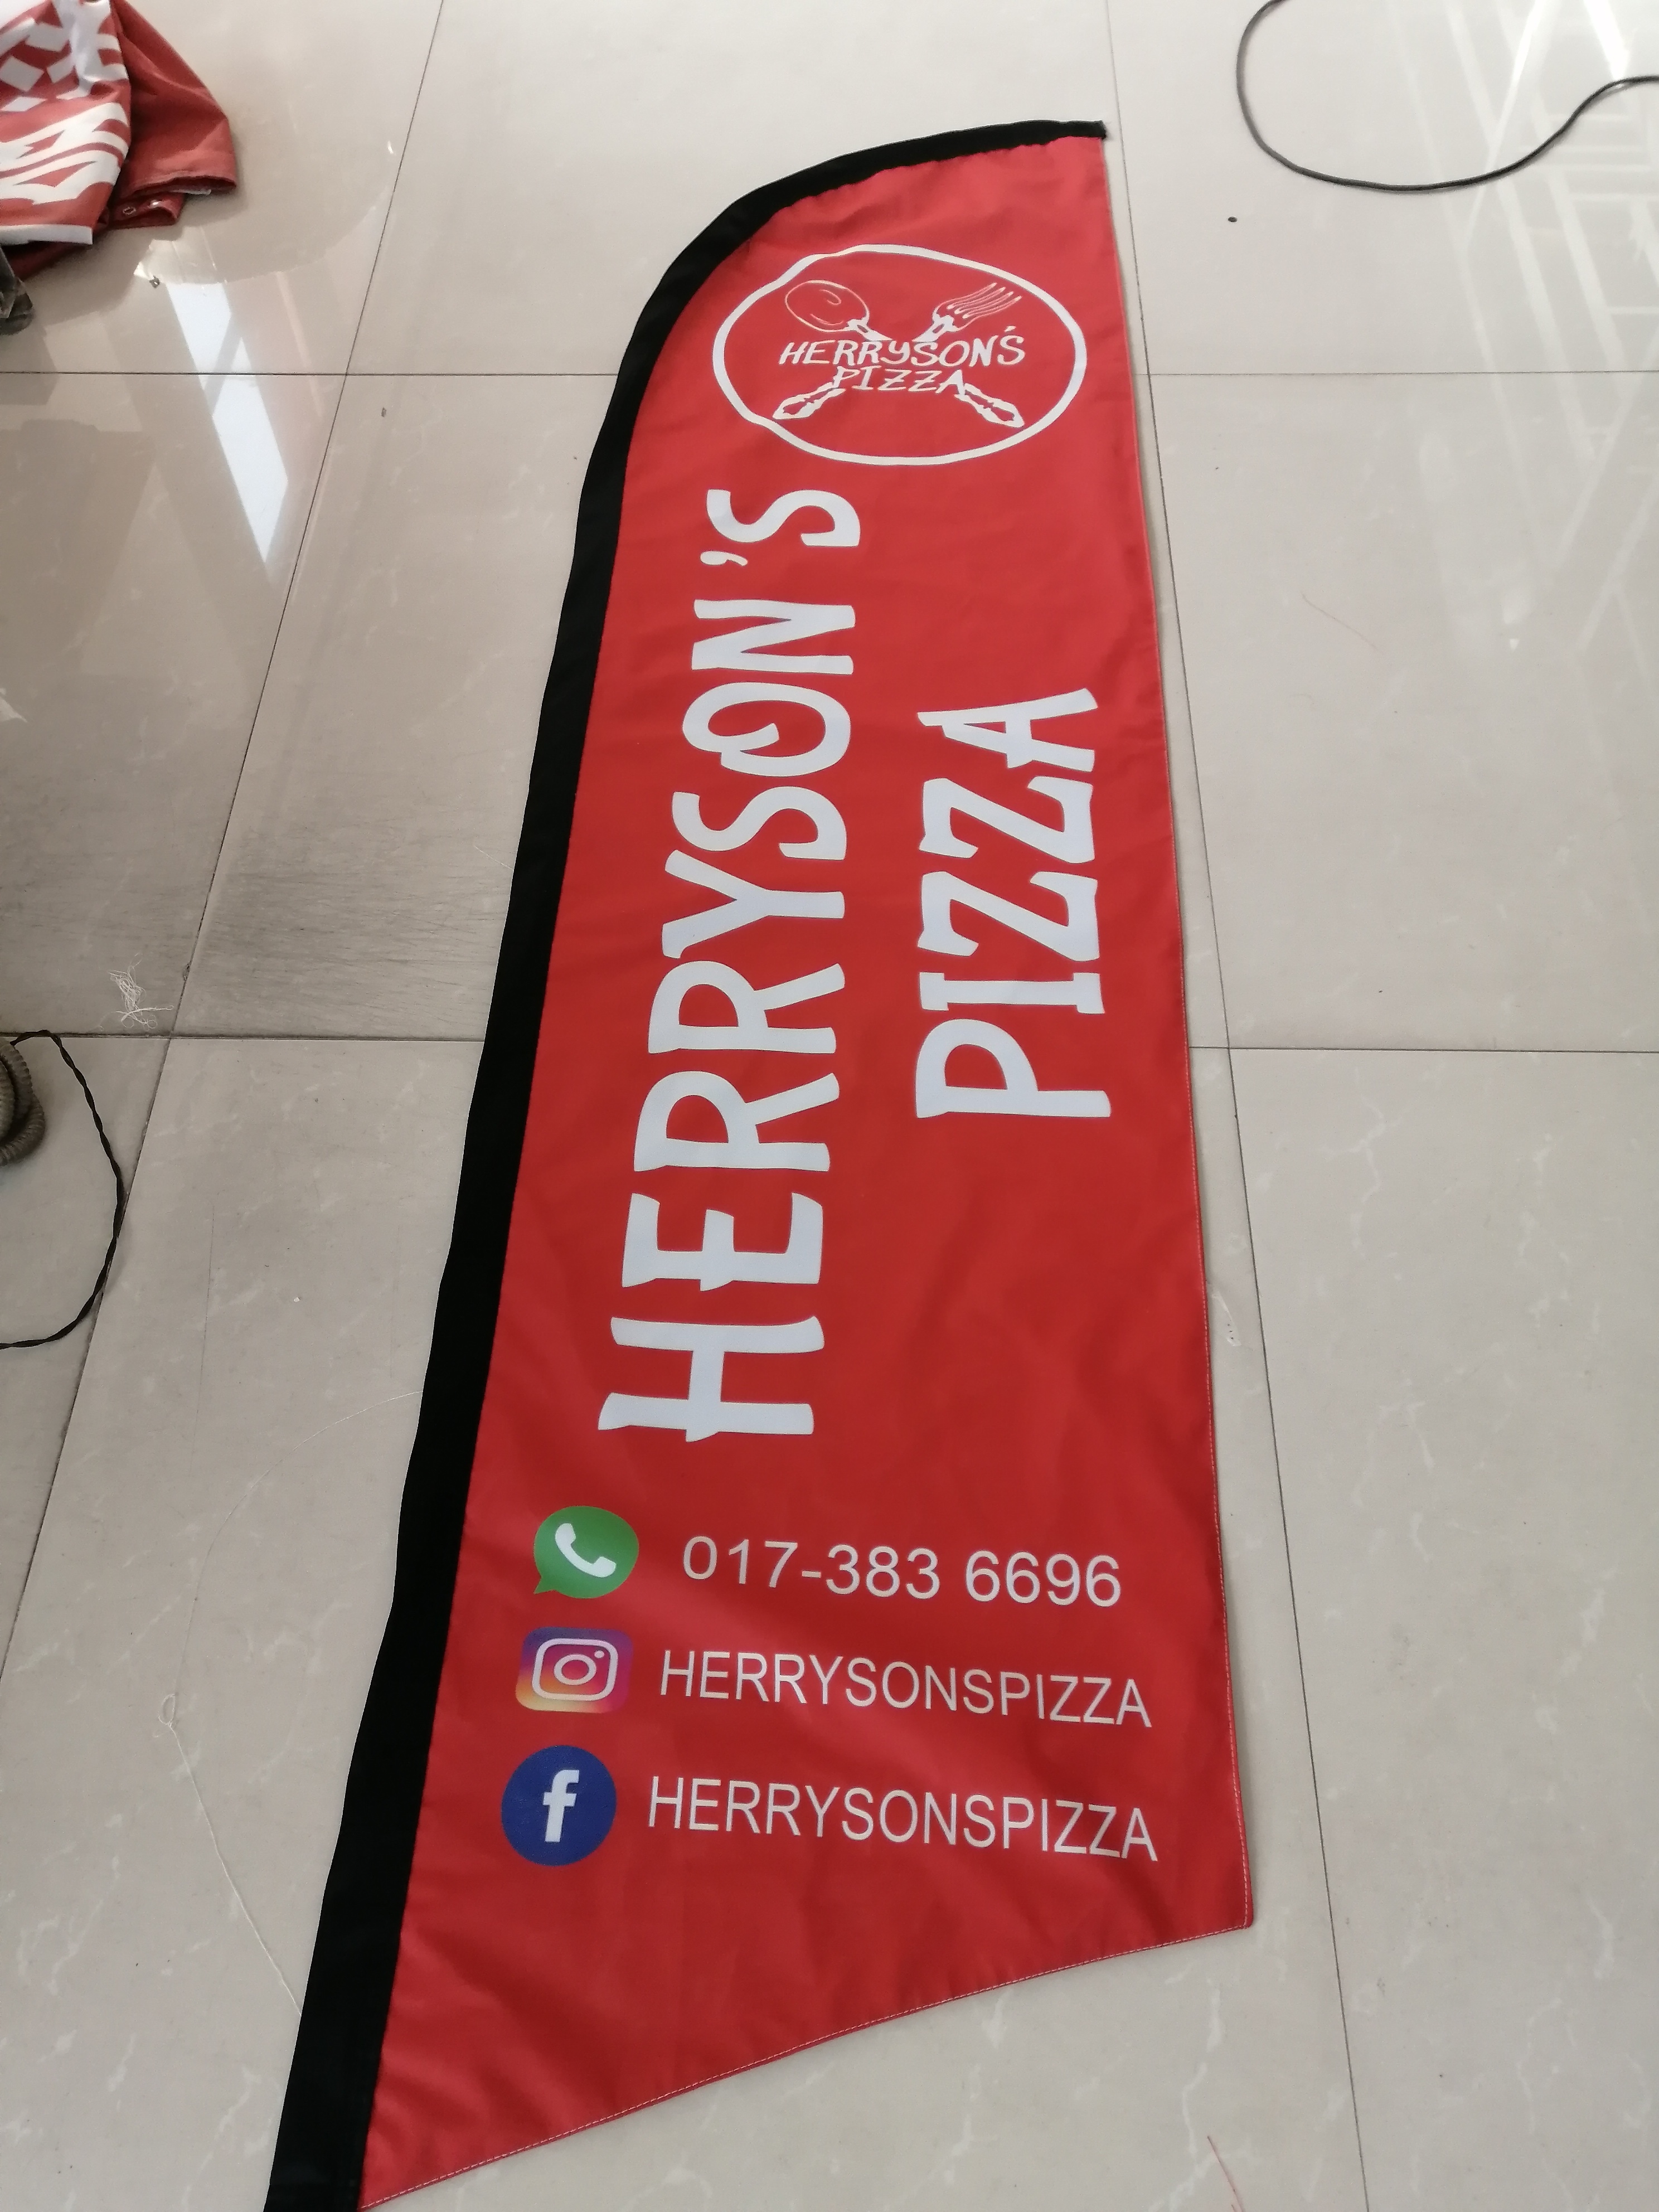 HERRYSON'S
PIZZA
HERRYSON'S
PIZZA
017-383 6696
HERRYSONSPIZZA
HERRYSONSPIZZA